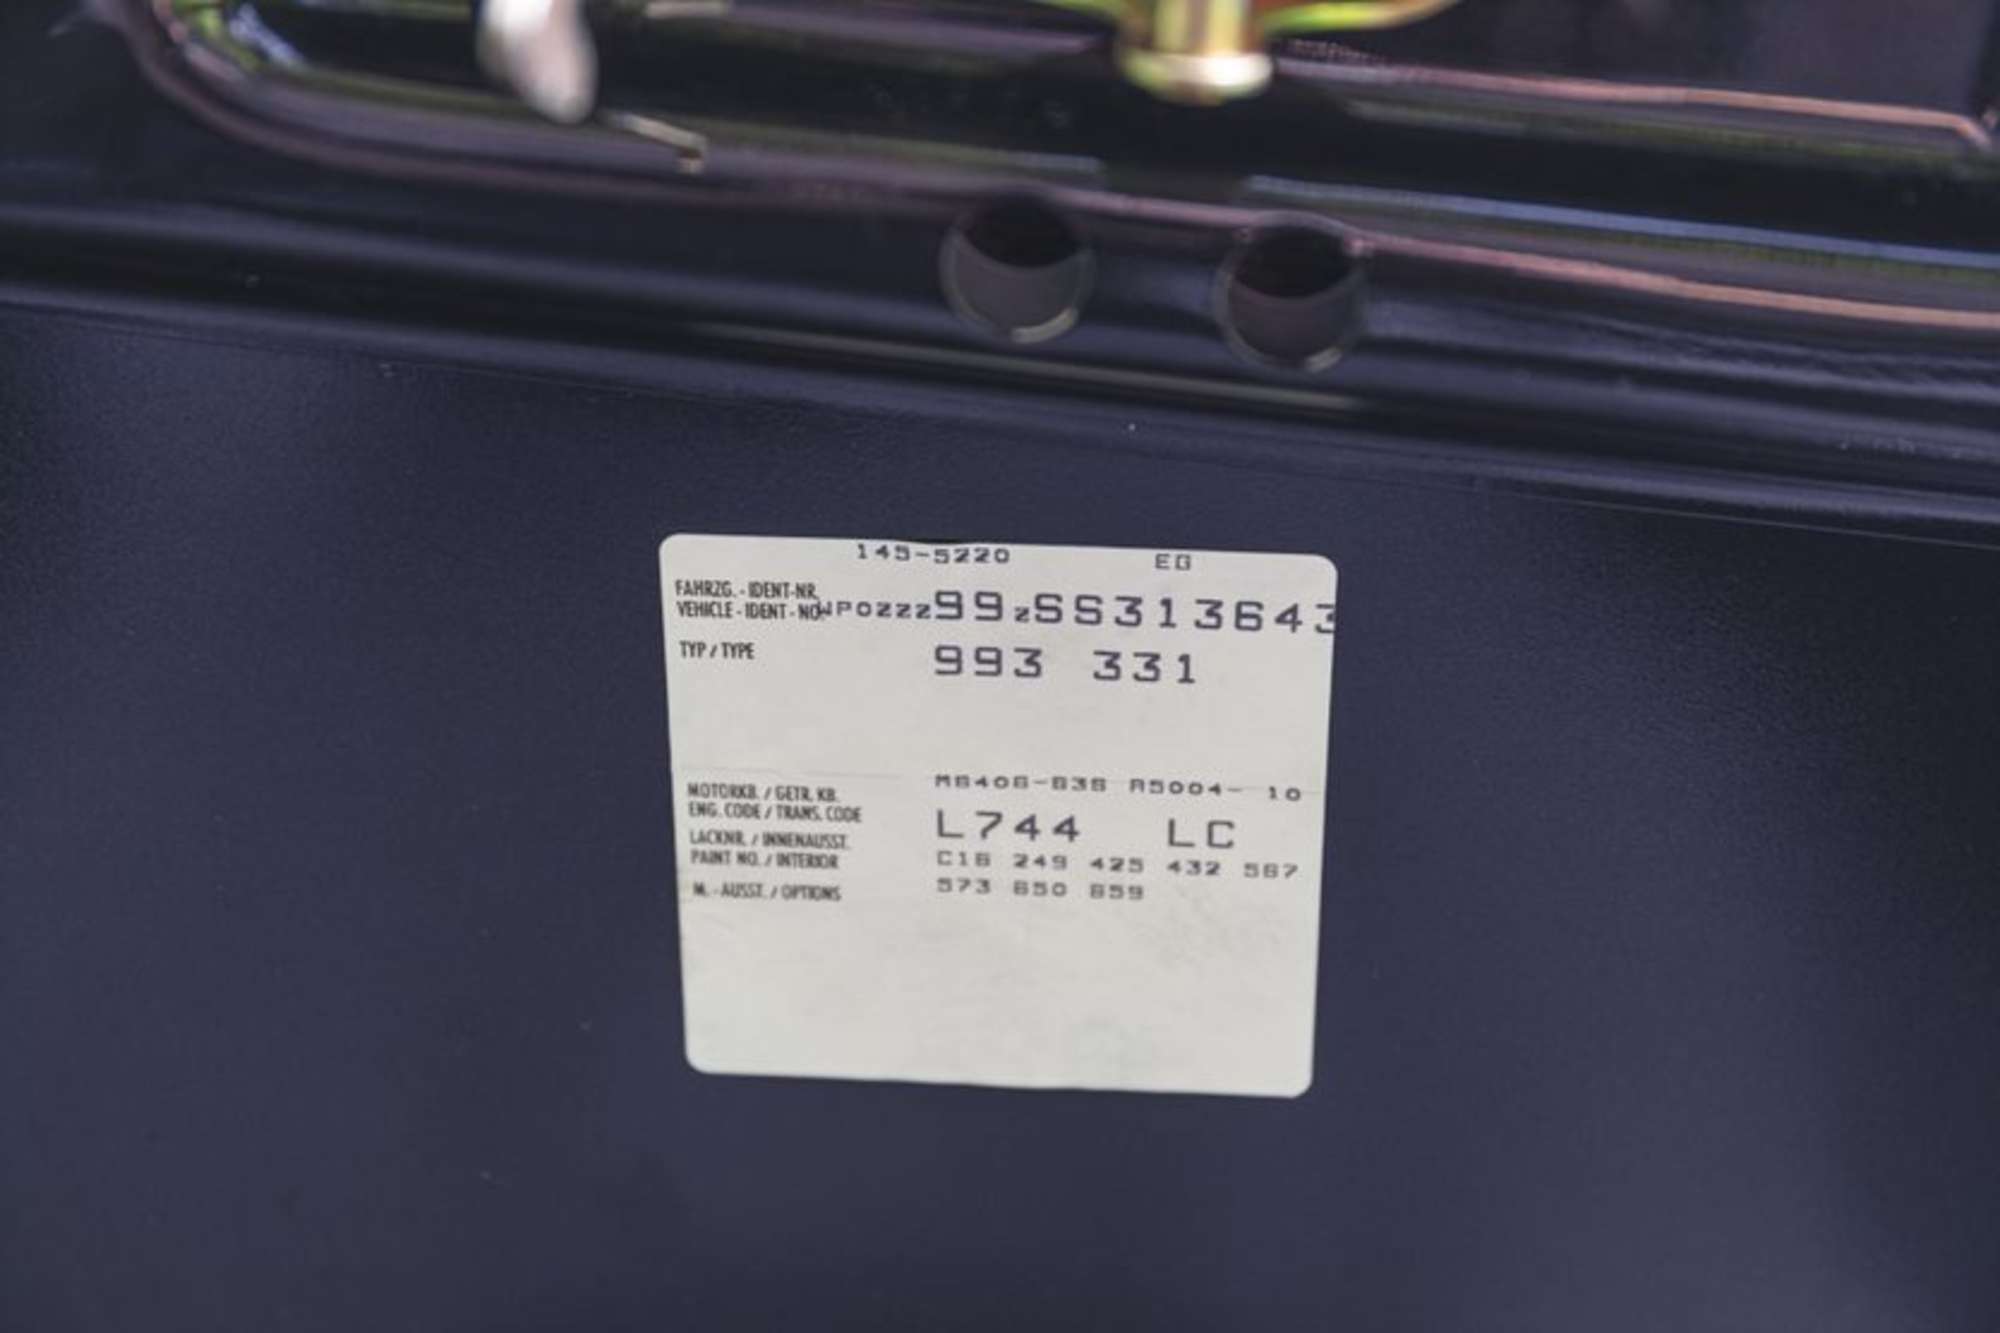 145-5220 EG
FAHRZG. - IDENT-NR.
VEHICLE - IDENT - NO. WP0ZZZ99ZSS313643
TYP / TYPE 993 331
MOTORKB. / GETR. KB. M6406-63S A5004- 10
ENG. CODE / TRANS. CODE
LACKNR. / INNENAUSST. L744 LC
PAINT NO. / INTERIOR C16 249 425 432 567
M. - AUSST. / OPTIONS 573 650 659